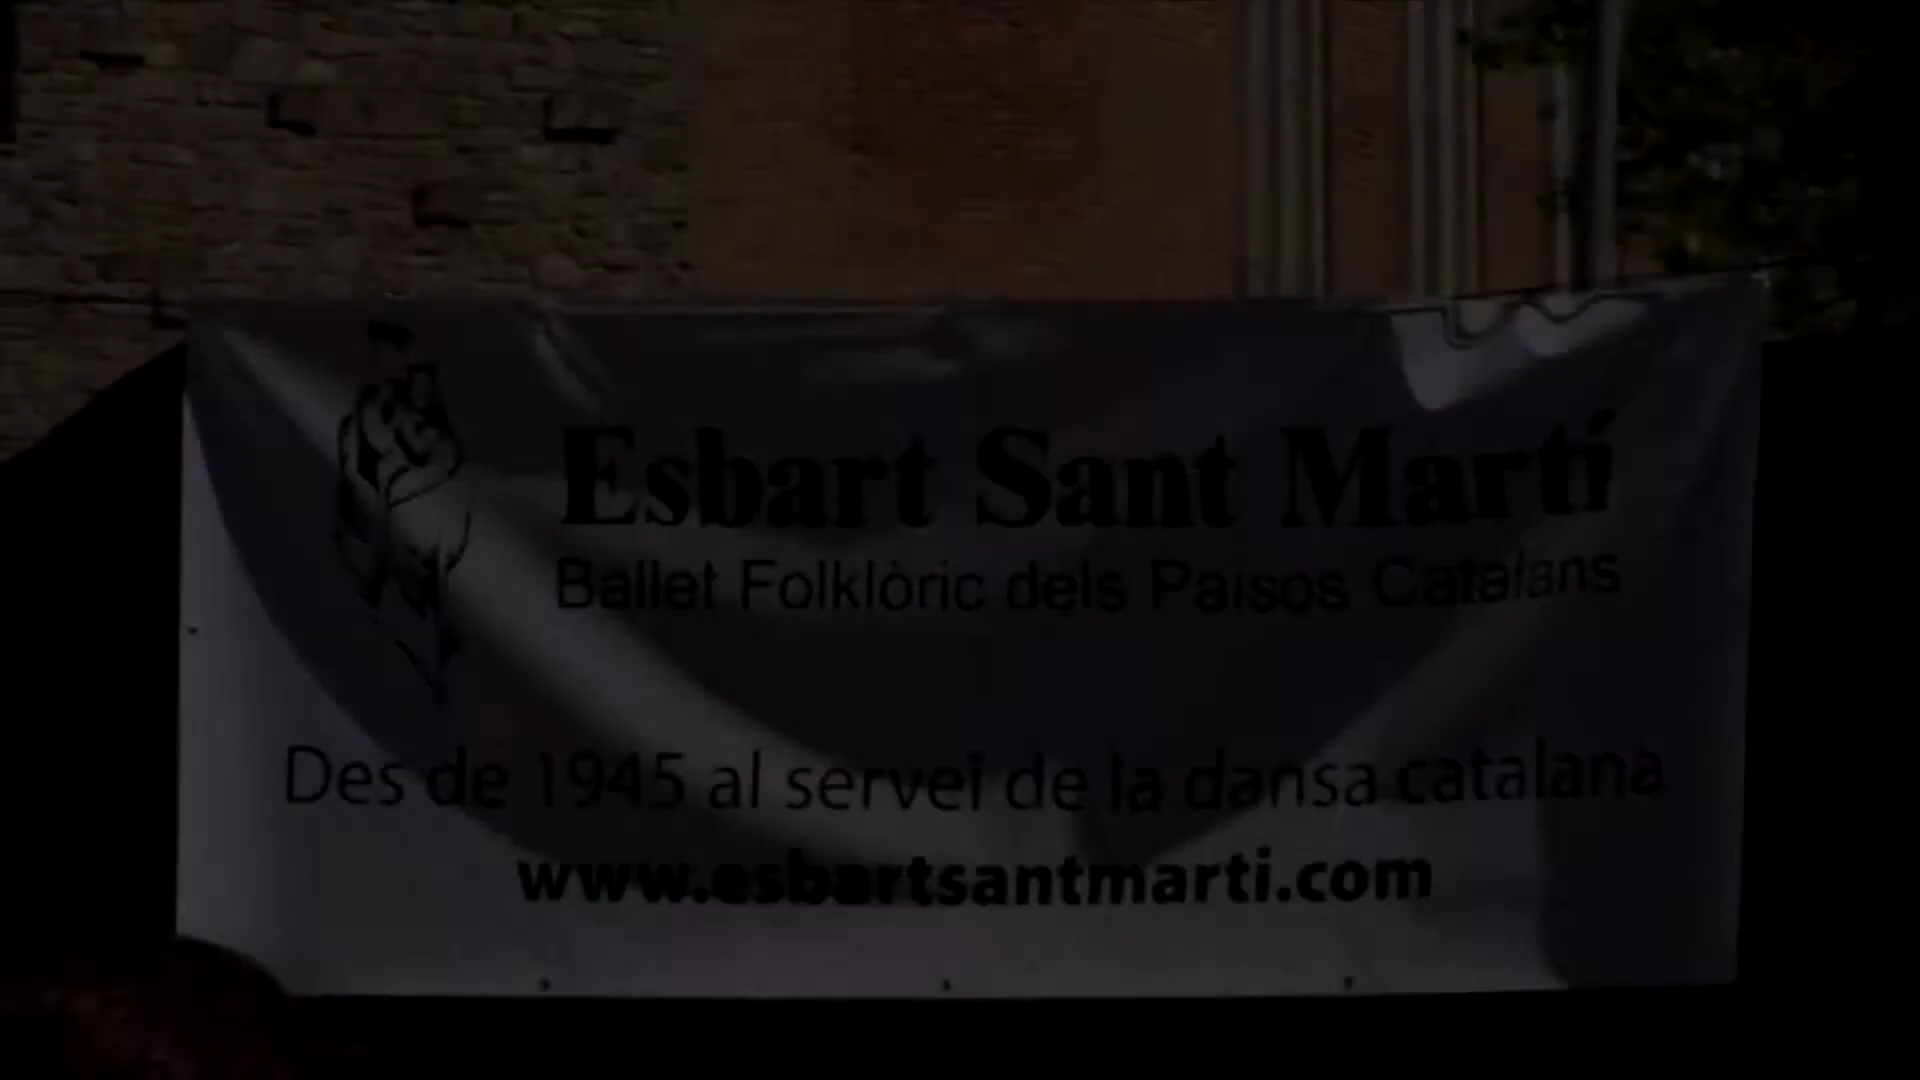 Esbart Sant Martí
Ballet Folklòric dels Països Catalans
Des de 1945 al servei de la dansa catalana
www.esbartsantmarti.com